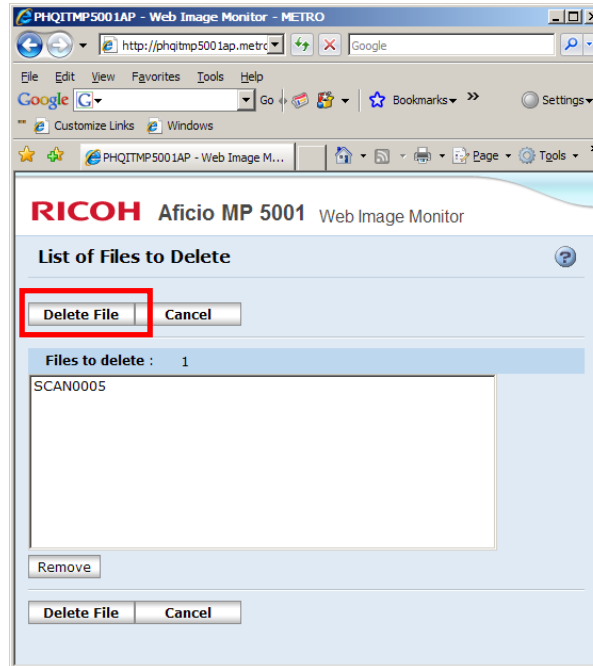 PHQITMP5001AP - Web Image Monitor - METRO
http://phqitmp5001ap.metrc Google
File Edit View Favorites Tools Help
Google G Go Bookmarks » Settings
" Customize Links Windows
PHQITMP5001AP - Web Image M... Page Tools »
RICOH Aficio MP 5001 Web Image Monitor
List of Files to Delete ?
Delete File Cancel
Files to delete : 1
SCAN0005
Remove
Delete File Cancel